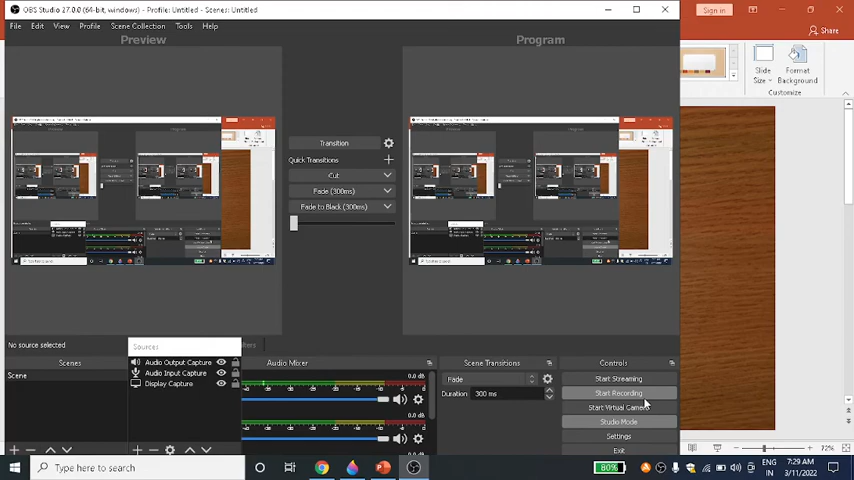 OBS Studio 27.0.0 (64-bit, windows) - Profile: Untitled - Scenes: Untitled
Sign in
File Edit View Profile Scene Collection Tools Help
Share
Preview
Program
Slide Size
Format Background
Customize
Transition
Quick Transitions
Cut
Fade (300ms)
Fade to Black (300ms)
No source selected
Sources
Scenes
Audio Mixer
Scene Transitions
Controls
Scene
Audio Output Capture
Audio Input Capture
Display Capture
0.0 dB
0.0 dB
Fade
Duration 300 ms
Start Streaming
Start Recording
Start Virtual Camera
Studio Mode
Settings
Exit
72%
Type here to search
80%
ENG
IN
7:29 AM
3/11/2022